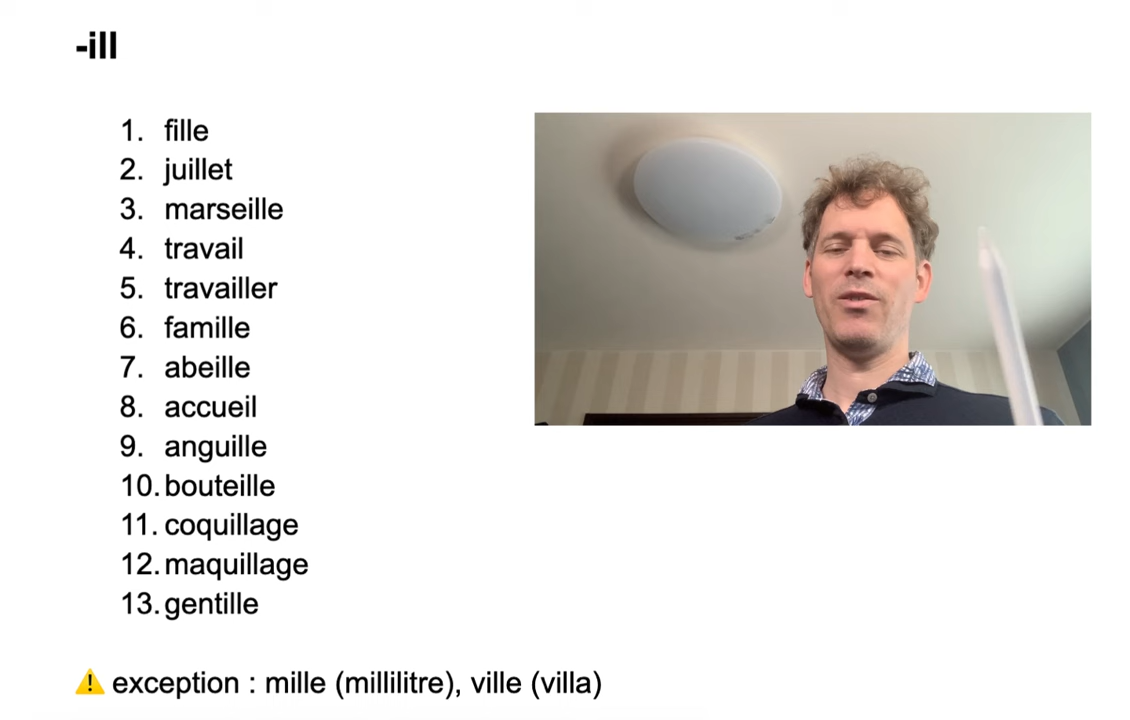 -ill
1. fille
2. juillet
3. marseille
4. travail
5. travailler
6. famille
7. abeille
8. accueil
9. anguille
10. bouteille
11. coquillage
12. maquillage
13. gentille
⚠️ exception : mille (millilitre), ville (villa)